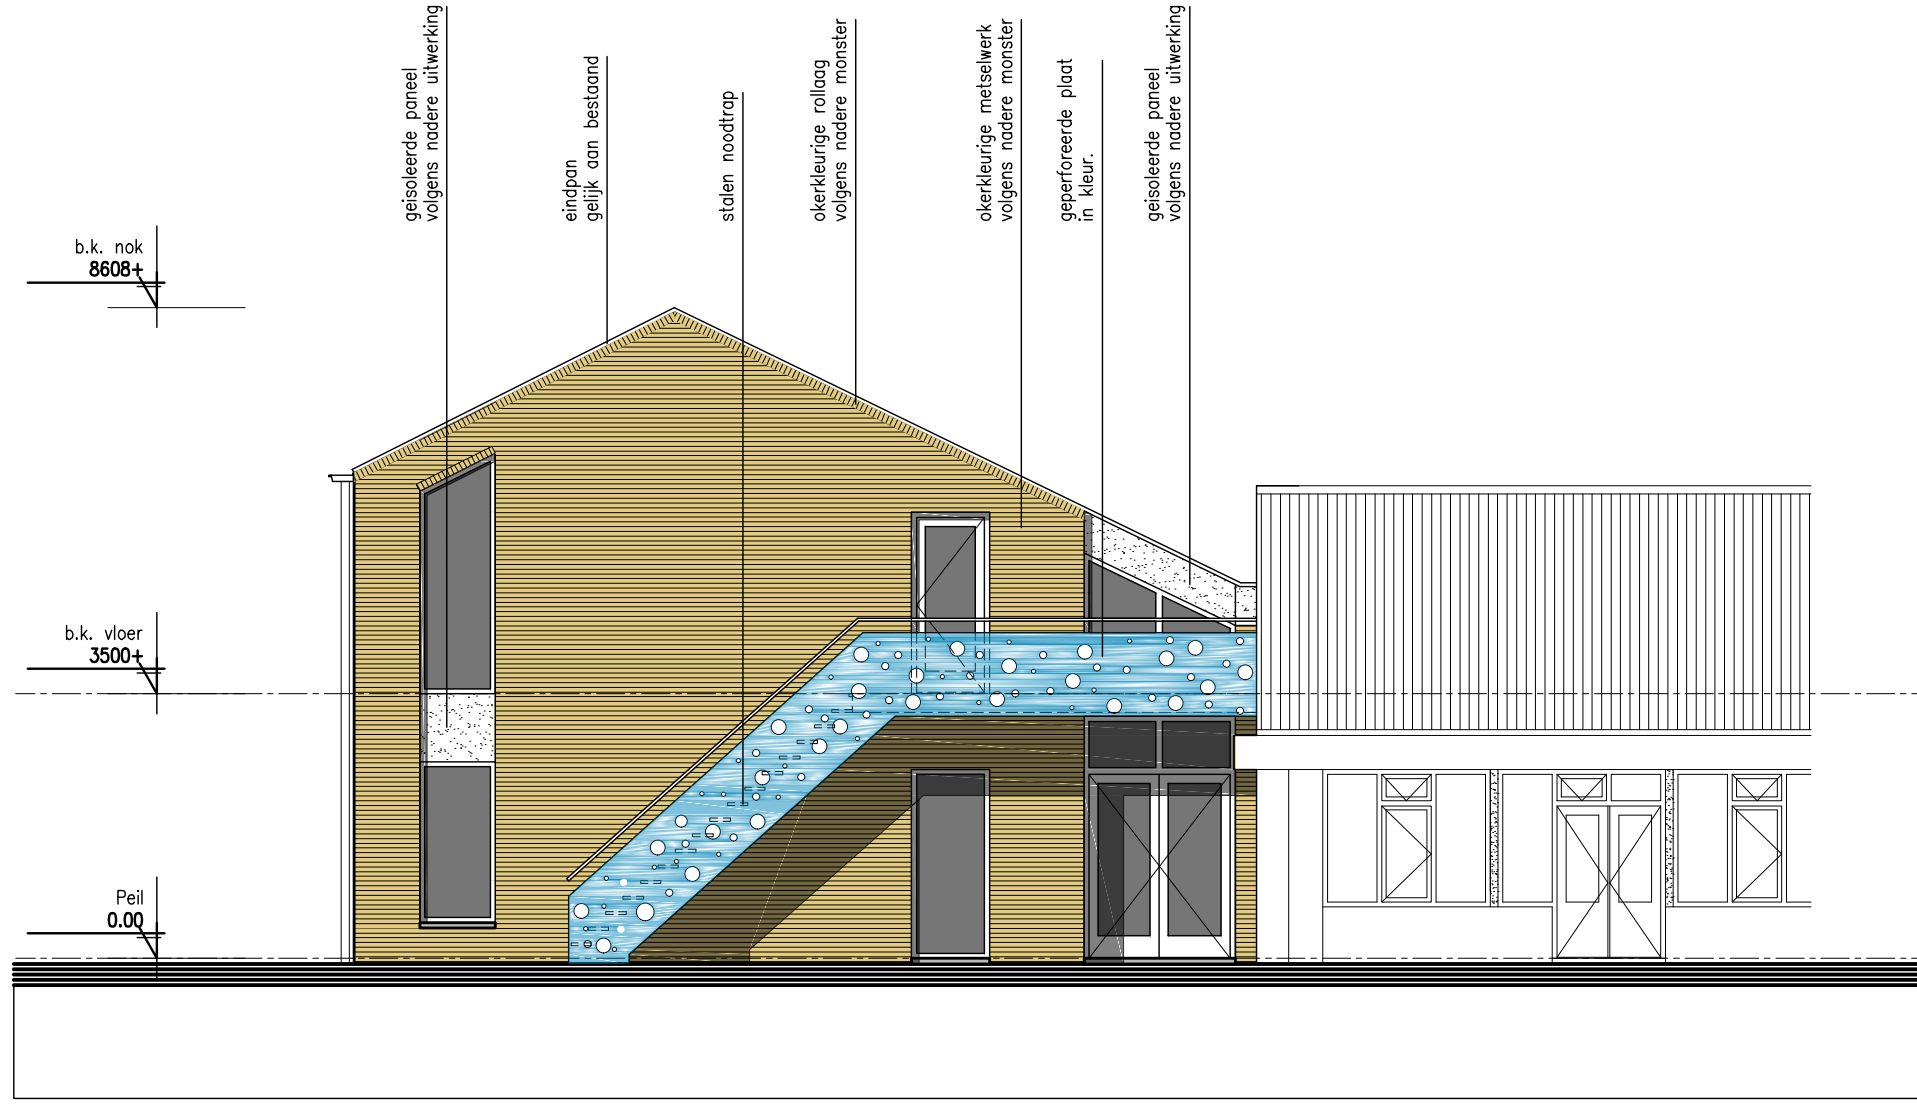 geisoleerde paneel
volgens nadere uitwerking
eindpan
gelijk aan bestaand
stalen noodtrap
okerkleurige rollaag
volgens nadere monster
okerkleurige metselwerk
volgens nadere monster
geperforeerde plaat
in kleur.
geisoleerde paneel
volgens nadere uitwerking
b.k. nok
8608+
b.k. vloer
3500+
Peil
0.00